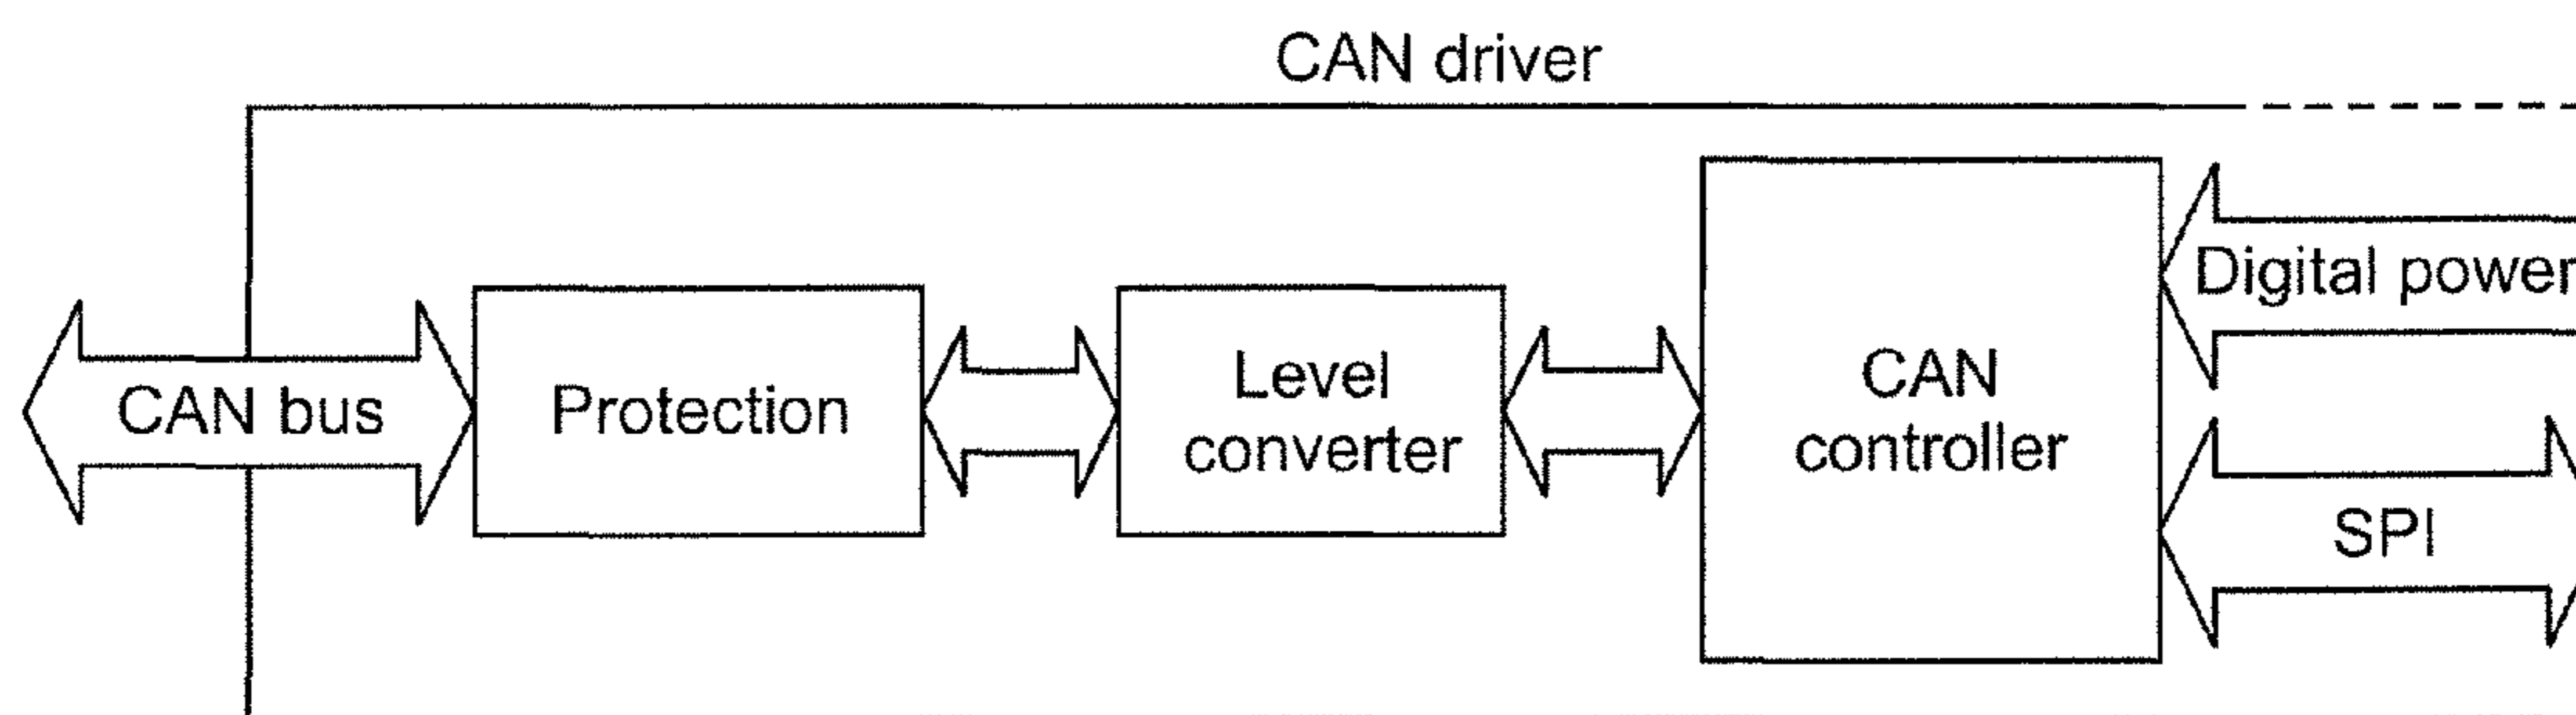 CAN driver
CAN bus
Protection
Level
converter
CAN
controller
Digital power
SPI